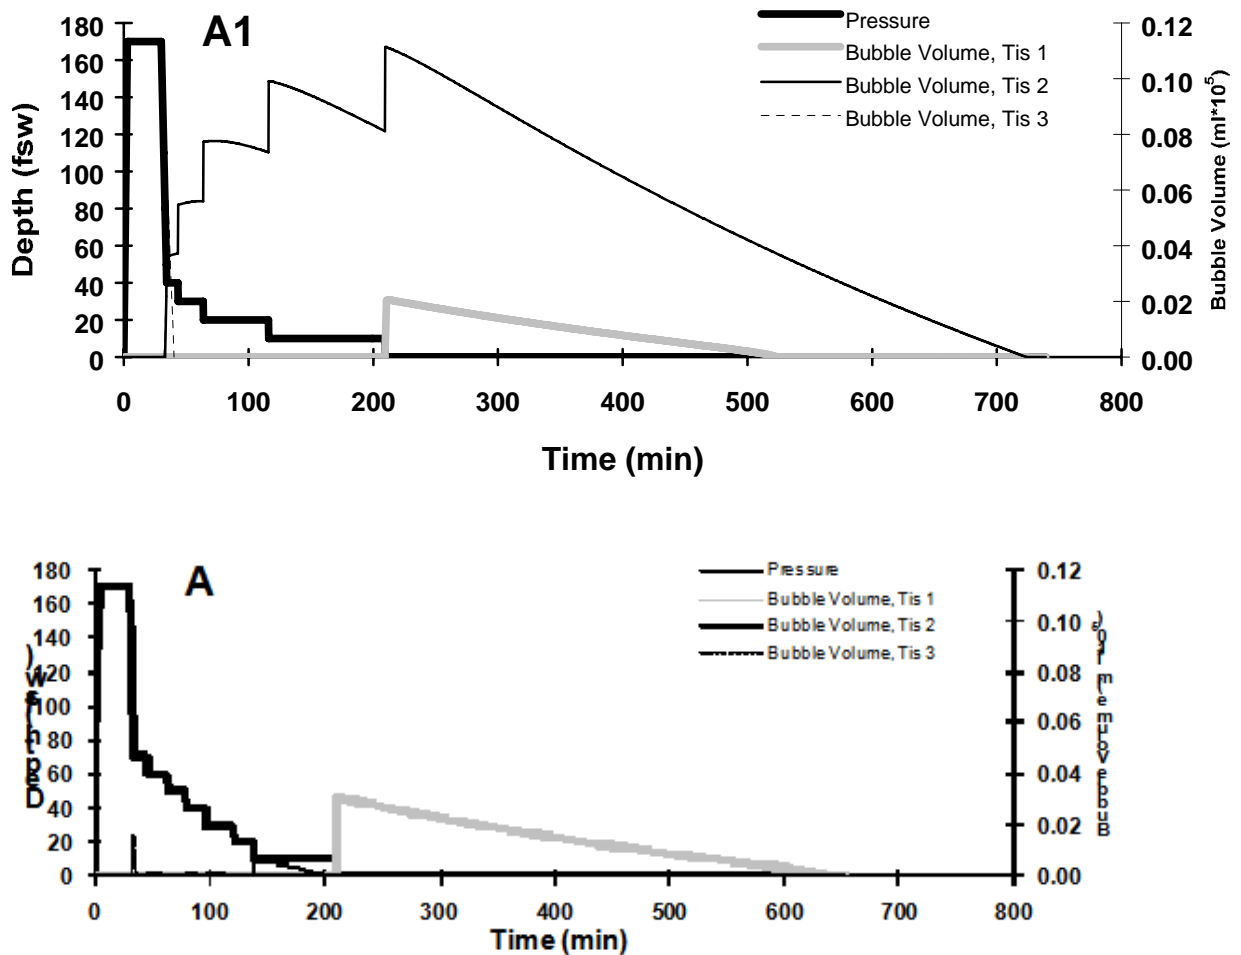 A1
Pressure
Bubble Volume, Tis 1
Bubble Volume, Tis 2
Bubble Volume, Tis 3
Depth (fsw)
180
160
140
120
100
80
60
40
20
0
0.12
0.10
0.08
0.06
0.04
0.02
0.00
Bubble Volume (ml*10⁵)
0 100 200 300 400 500 600 700 800
Time (min)
A
Pressure
Bubble Volume, Tis 1
Bubble Volume, Tis 2
Bubble Volume, Tis 3
180
160
140
120
100
80
60
40
20
0
0.12
0.10
0.08
0.06
0.04
0.02
0.00
0 100 200 300 400 500 600 700 800
Time (min)